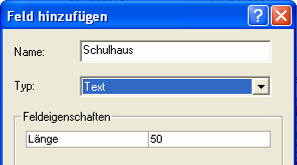 Feld hinzufügen
Name: Schulhaus
Typ: Text
Feldeigenschaften
Länge 50